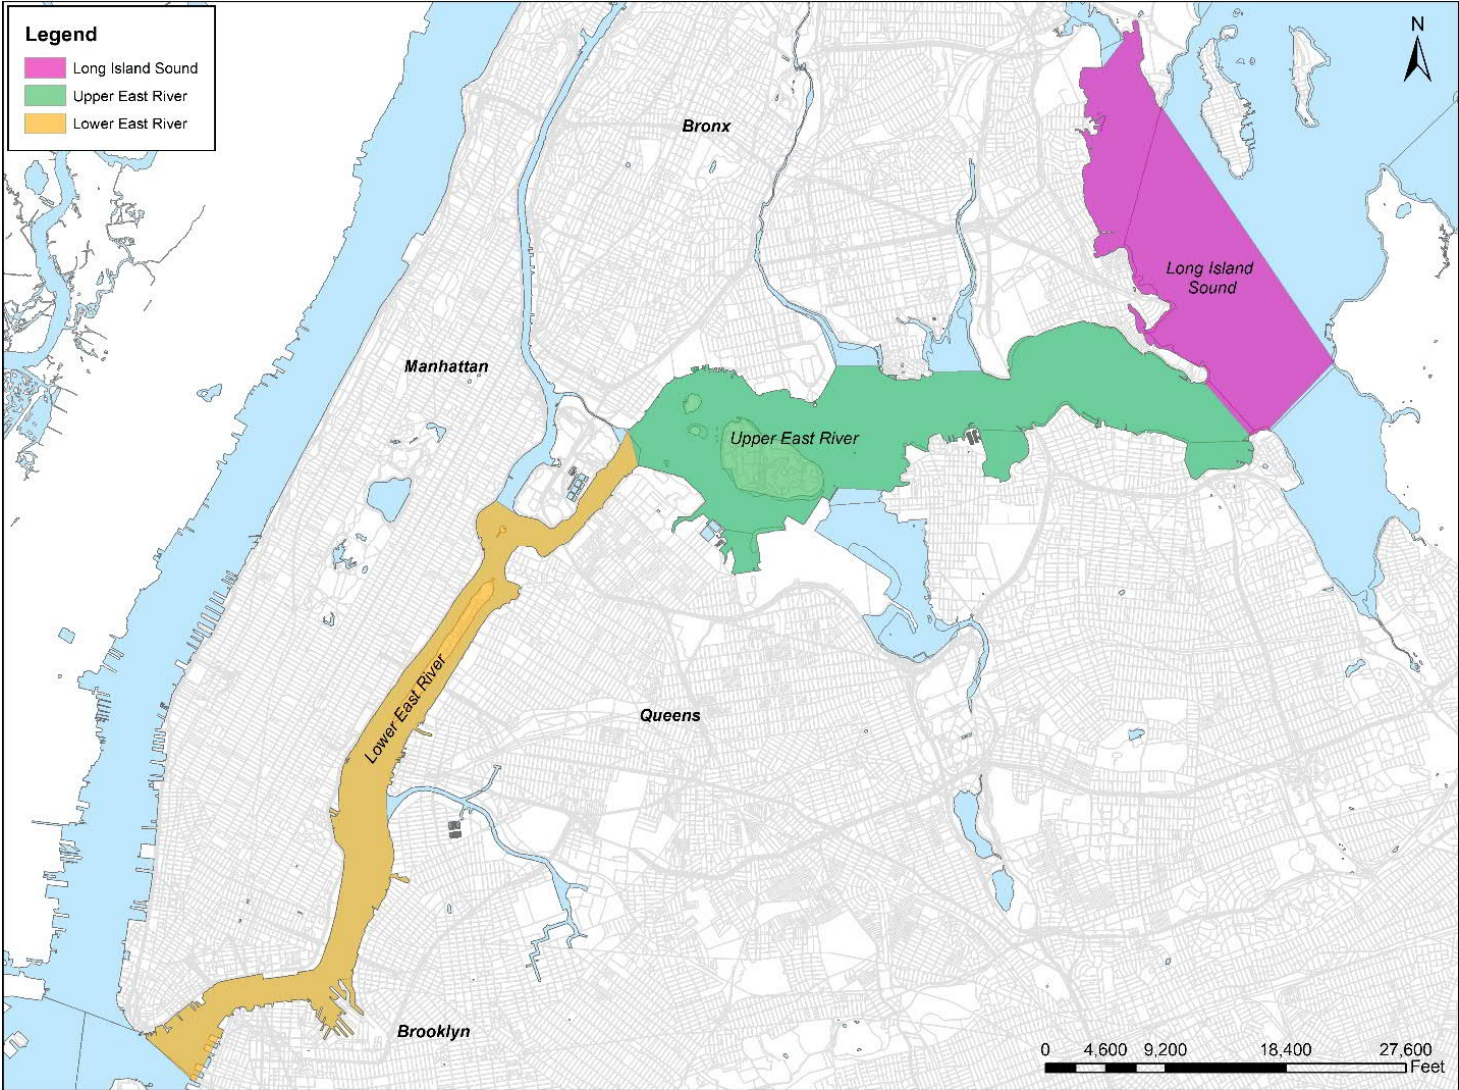 Legend
Long Island Sound
Upper East River
Lower East River
N
Bronx
Long Island
Sound
Manhattan
Upper East River
Lower East River
Queens
Brooklyn
0 4,600 9,200 18,400 27,600
Feet